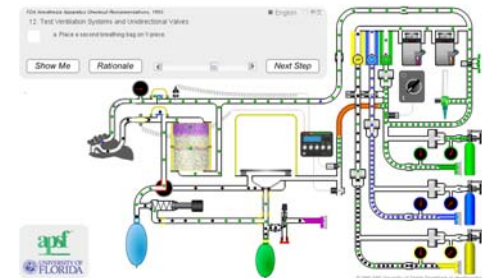 FDA Anesthesia Apparatus Checkout Recommendations, 1993
English
12. Test Ventilation Systems and Unidirectional Valves
a. Place a second breathing bag on Y-piece.
Show Me
Rationale
Next Step
apsf
UNIVERSITY OF
FLORIDA